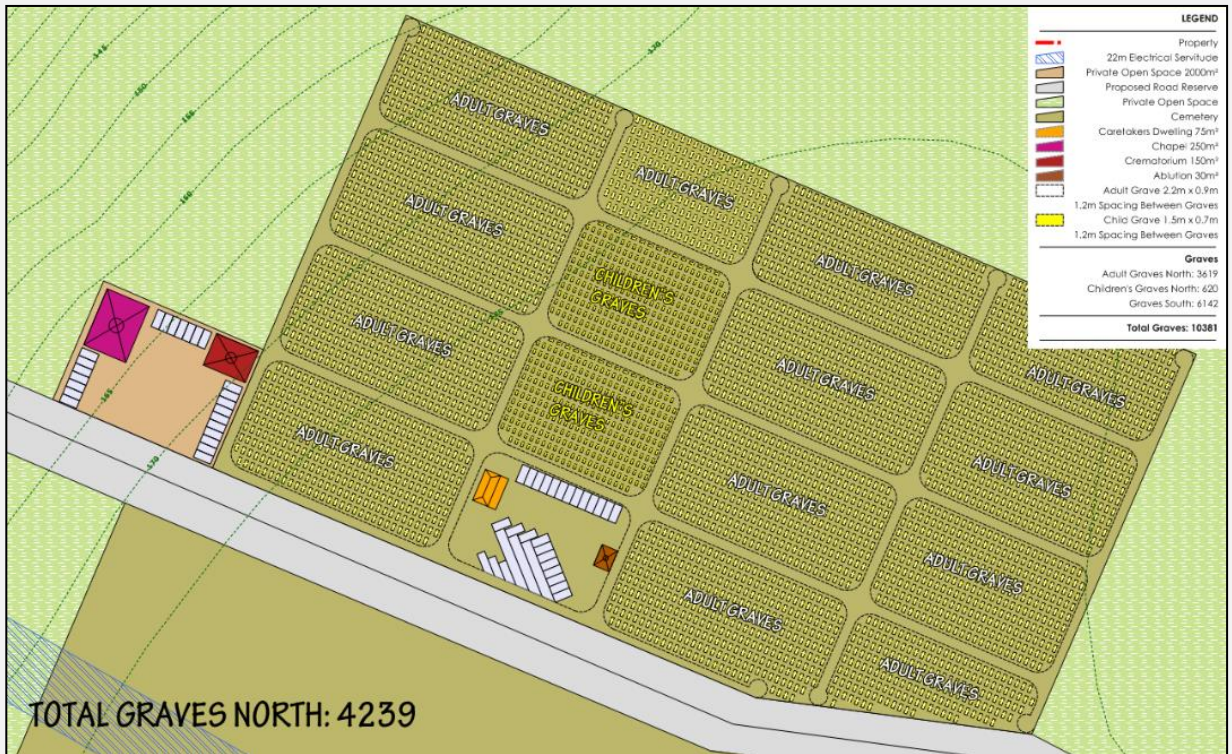 LEGEND
Property
22m Electrical Servitude
Private Open Space 2000m²
Proposed Road Reserve
Private Open Space
Cemetery
Caretakers Dwelling 75m²
Chapel 250m²
Crematorium 150m²
Ablution 30m²
Adult Grave 2.2m x 0.9m
1.2m Spacing Between Graves
Child Grave 1.5m x 0.7m
1.2m Spacing Between Graves
Graves
Adult Graves North: 3619
Children's Graves North: 620
Graves South: 6142
Total Graves: 10381
ADULT GRAVES
ADULT GRAVES
ADULT GRAVES
ADULT GRAVES
CHILDREN'S
GRAVES
ADULT GRAVES
ADULT GRAVES
ADULT GRAVES
ADULT GRAVES
CHILDREN'S
GRAVES
ADULT GRAVES
ADULT GRAVES
ADULT GRAVES
ADULT GRAVES
ADULT GRAVES
ADULT GRAVES
165
170
TOTAL GRAVES NORTH: 4239